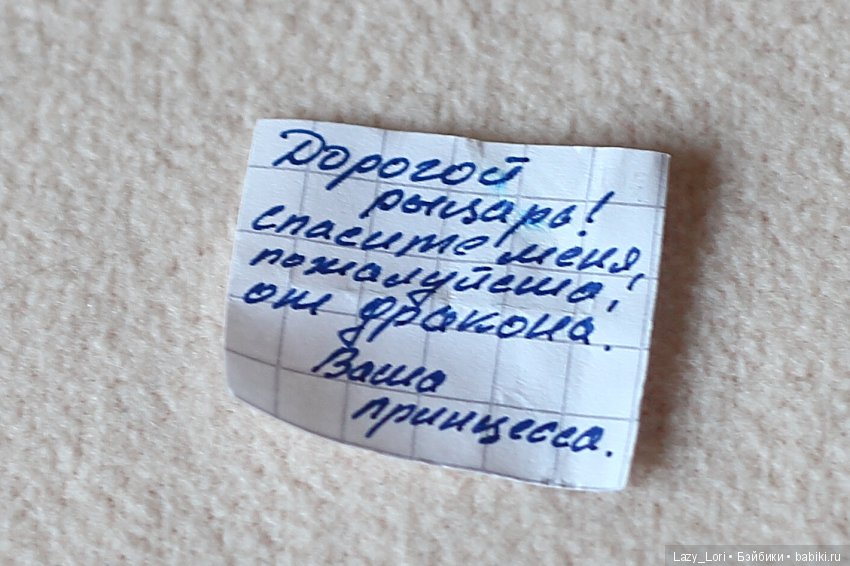 Дорогой
рыцарь!
спасите меня,
пожалуйста,
от дракона!
Ваша
принцесса.
Lazy_Lori • Бэйбики • babiki.ru